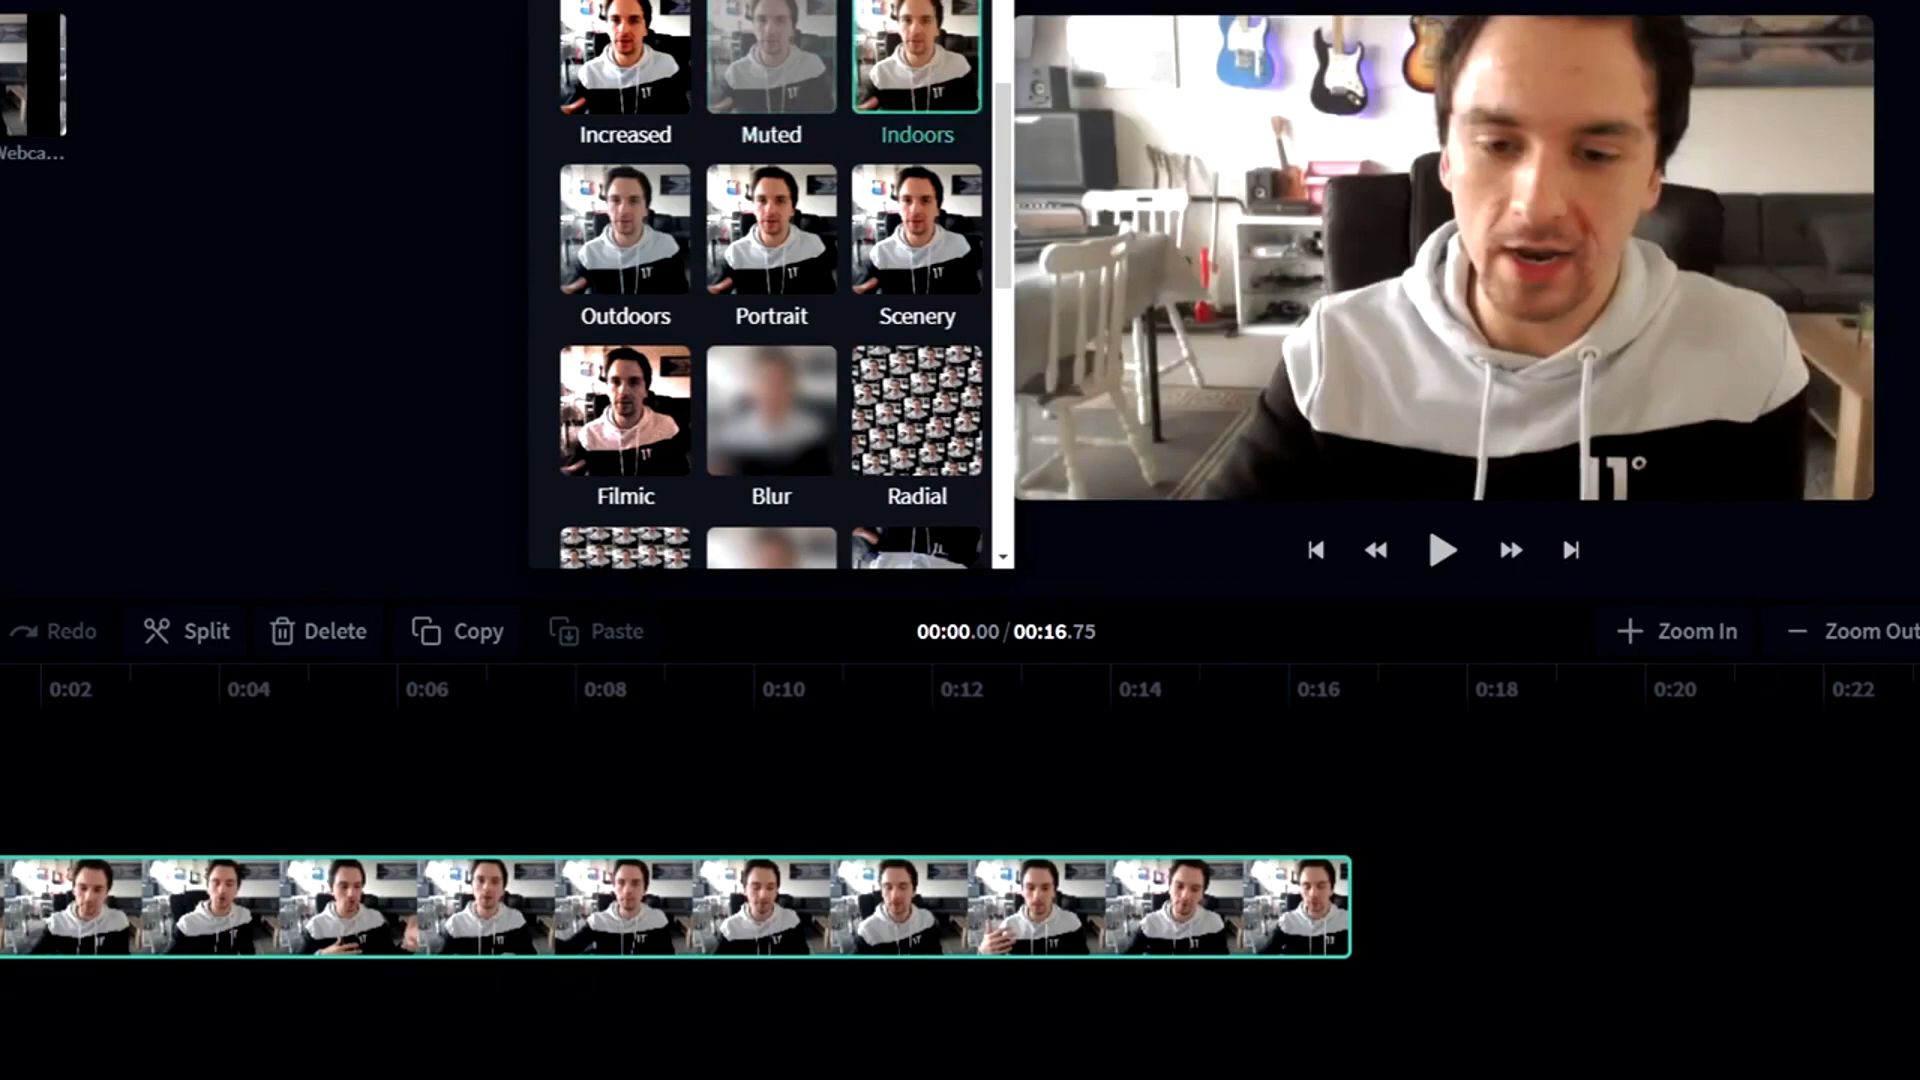 Increased Muted Indoors
Webca...
Outdoors Portrait Scenery
Filmic Blur Radial
11°
Redo Split Delete Copy Paste 00:00.00 / 00:16.75 Zoom In Zoom Out
0:02 0:04 0:06 0:08 0:10 0:12 0:14 0:16 0:18 0:20 0:22